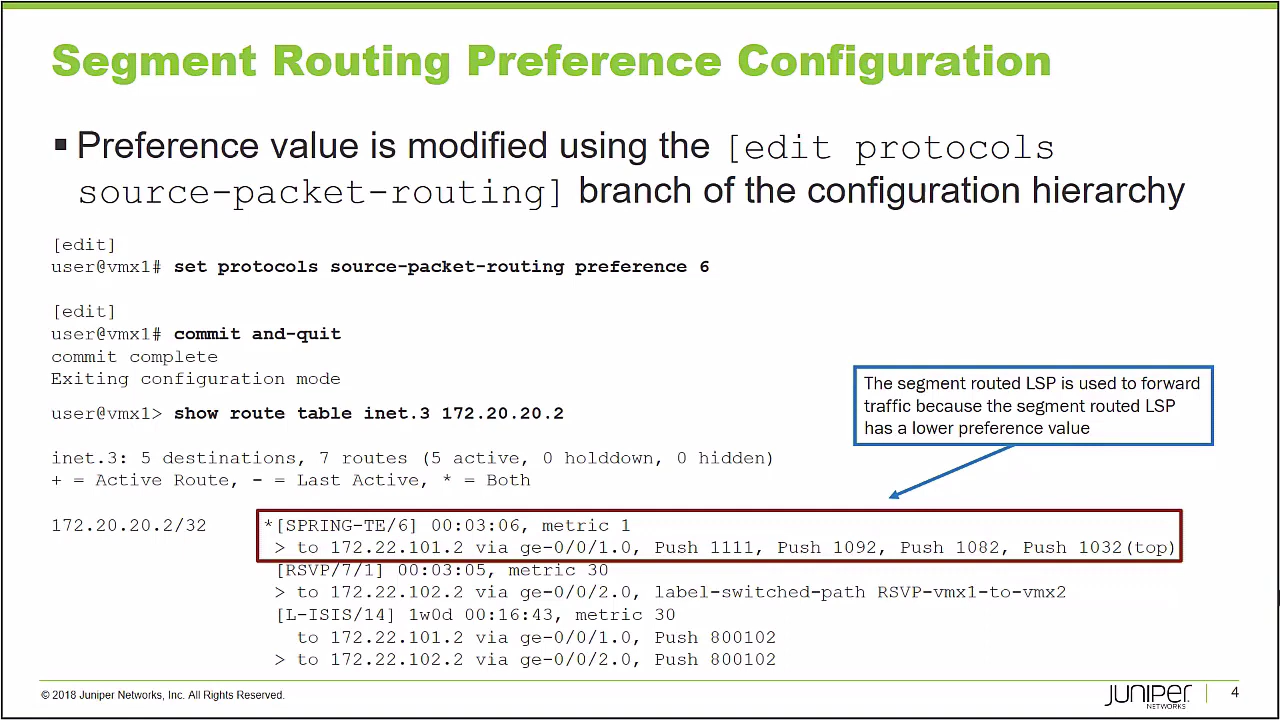 Segment Routing Preference Configuration
▪ Preference value is modified using the [edit protocols
source-packet-routing] branch of the configuration hierarchy
[edit]
user@vmx1# set protocols source-packet-routing preference 6
[edit]
user@vmx1# commit and-quit
commit complete
Exiting configuration mode
user@vmx1> show route table inet.3 172.20.20.2
The segment routed LSP is used to forward
traffic because the segment routed LSP
has a lower preference value
inet.3: 5 destinations, 7 routes (5 active, 0 holddown, 0 hidden)
+ = Active Route, - = Last Active, * = Both
172.20.20.2/32 *[SPRING-TE/6] 00:03:06, metric 1
> to 172.22.101.2 via ge-0/0/1.0, Push 1111, Push 1092, Push 1082, Push 1032(top)
[RSVP/7/1] 00:03:05, metric 30
> to 172.22.102.2 via ge-0/0/2.0, label-switched-path RSVP-vmx1-to-vmx2
[L-ISIS/14] 1w0d 00:16:43, metric 30
to 172.22.101.2 via ge-0/0/1.0, Push 800102
> to 172.22.102.2 via ge-0/0/2.0, Push 800102
© 2018 Juniper Networks, Inc. All Rights Reserved.
JUNIPER
NETWORKS
4